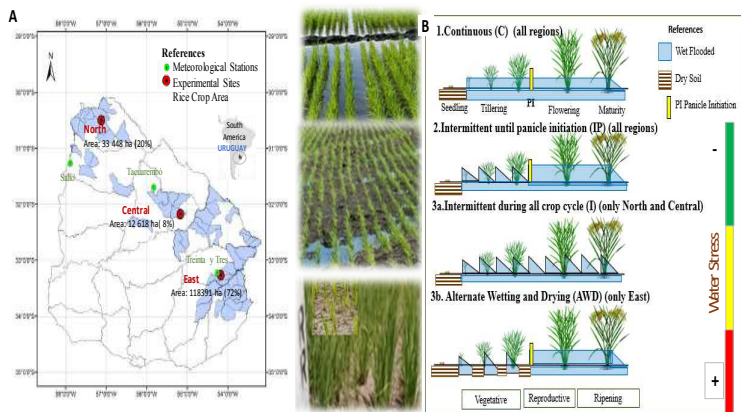 A
References
Meteorological Stations
Experimental Sites
Rice Crop Area
North
Area: 33 448 ha (20%)
South
America
URUGUAY
Salto
Tacuarembó
Central
Area: 12 618 ha( 8%)
Treinta y Tres
East
Area: 118391 ha (72%)
B
1.Continuous (C) (all regions)
References
Wet Flooded
Dry Soil
PI Panicle Initiation
Seedling
Tillering
PI
Flowering
Maturity
2.Intermittent until panicle initiation (IP) (all regions)
3a.Intermittent during all crop cycle (I) (only North and Central)
3b. Alternate Wetting and Drying (AWD) (only East)
Vegetative
Reproductive
Ripening
-
Water Stress
+